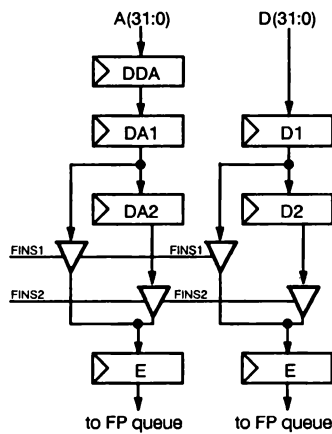 A(31:0) D(31:0)
DDA
DA1 D1
DA2 D2
FINS1 FINS1
FINS2 FINS2
E E
to FP queue to FP queue